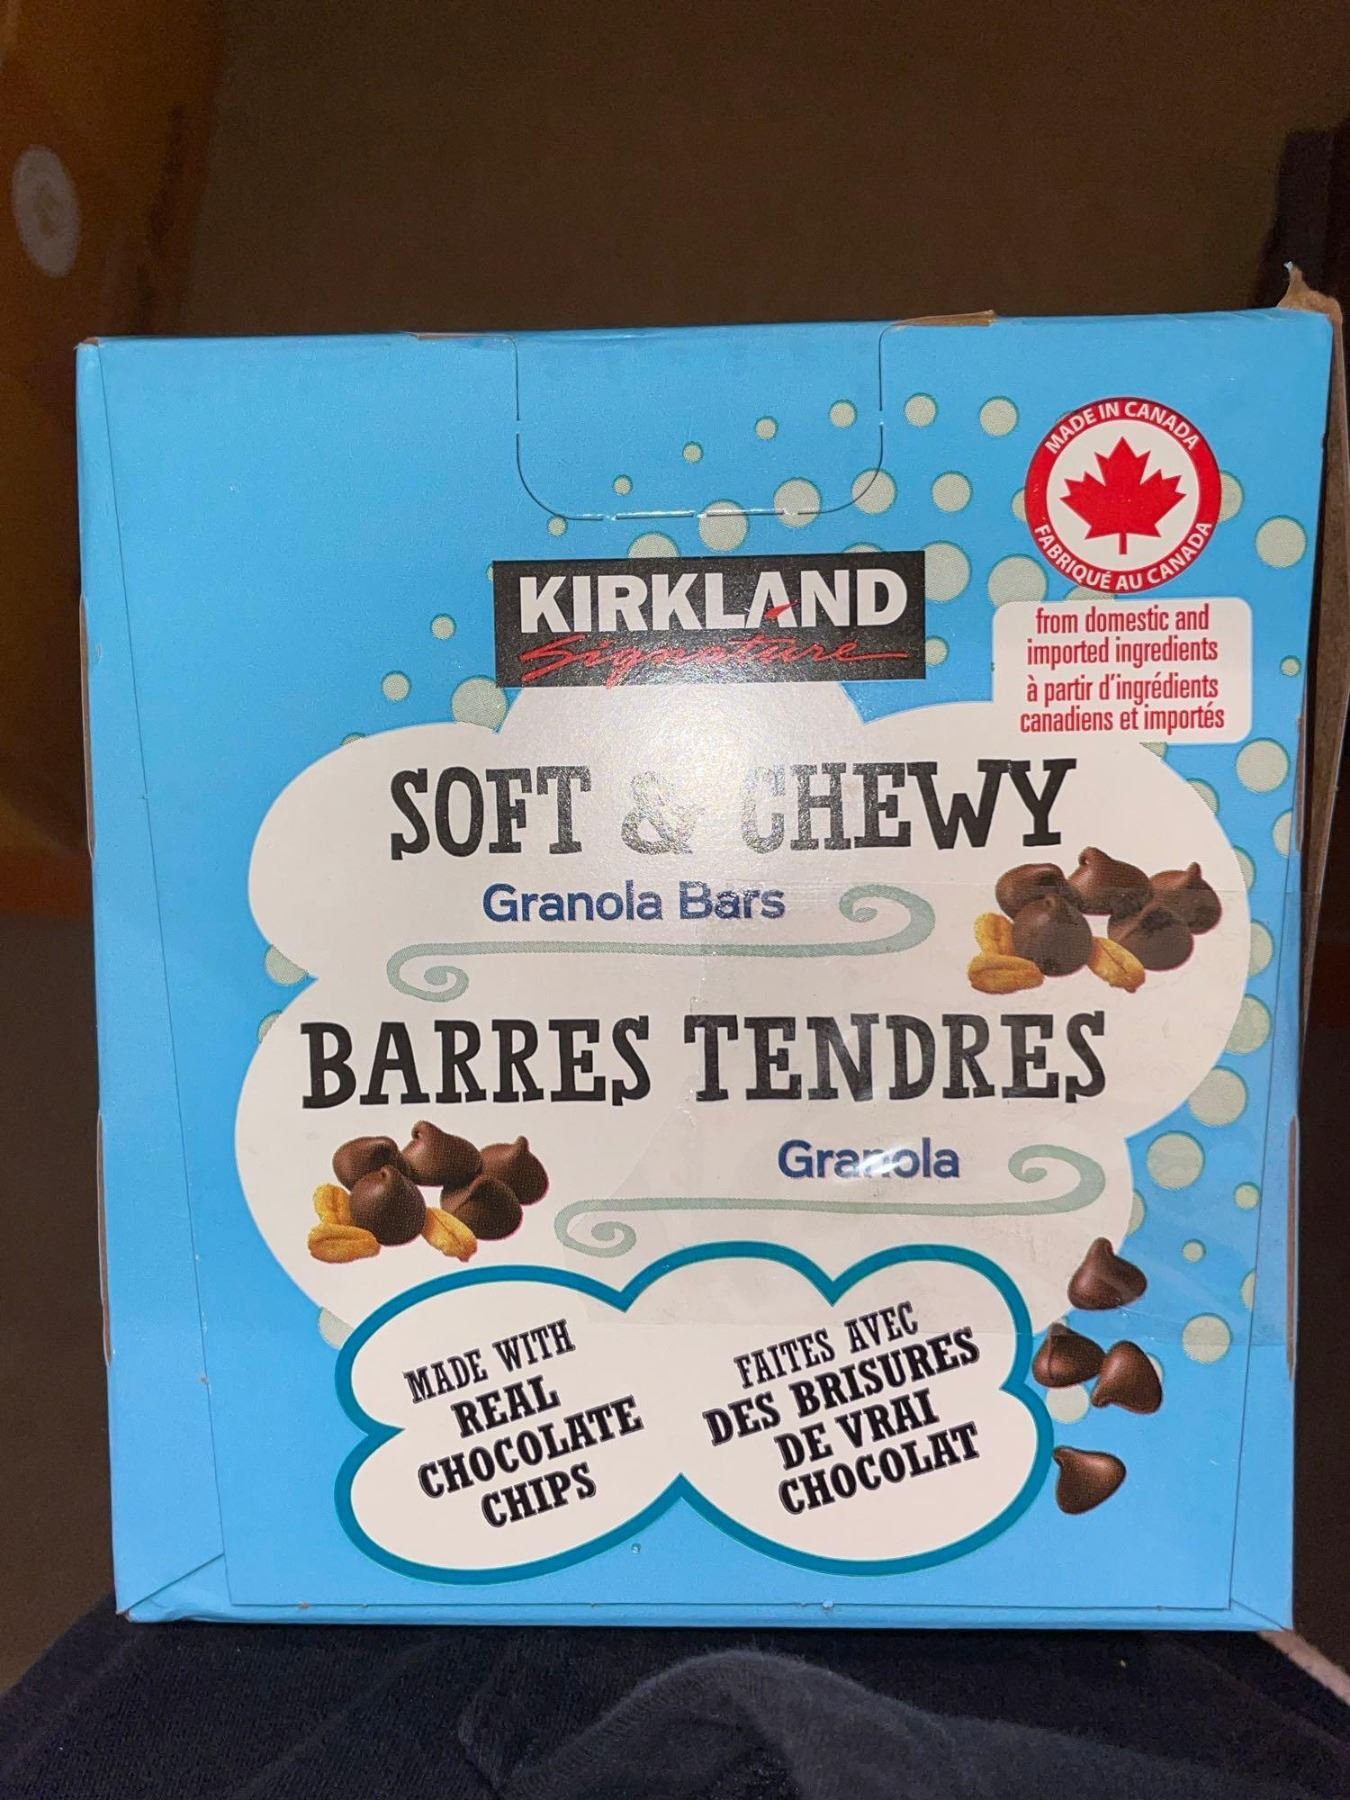 MADE IN CANADA
FABRIQUÉ AU CANADA
KIRKLAND
Signature
from domestic and
imported ingredients
à partir d'ingrédients
canadiens et importés
SOFT & CHEWY
Granola Bars
BARRES TENDRES
Granola
MADE WITH
REAL
CHOCOLATE
CHIPS
FAITES AVEC
DES BRISURES
DE VRAI
CHOCOLAT